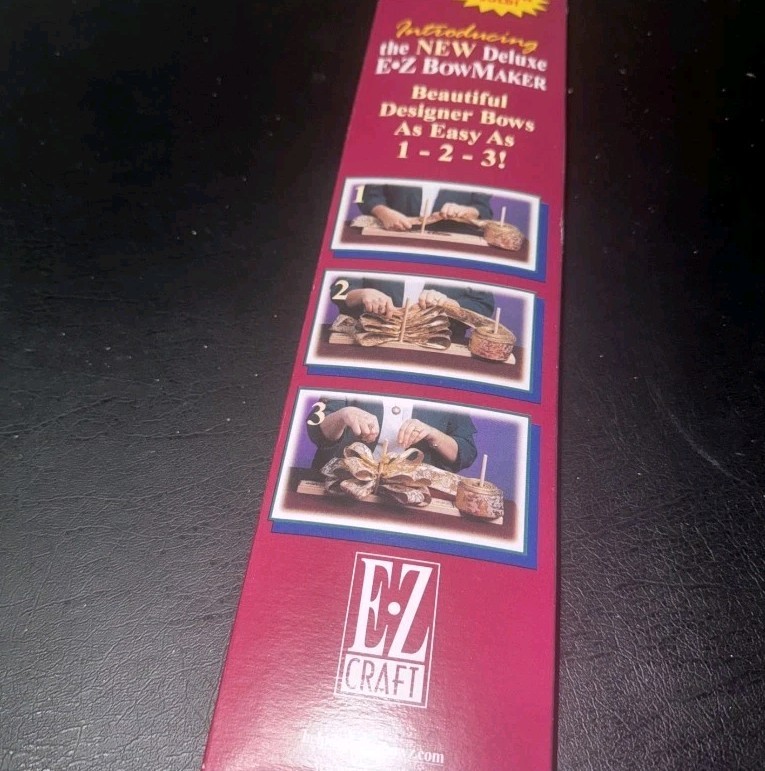 Introducing
the NEW Deluxe
E•Z BOWMAKER
Beautiful
Designer Bows
As Easy As
1 - 2 - 3!
1
2
3
E•Z
CRAFT